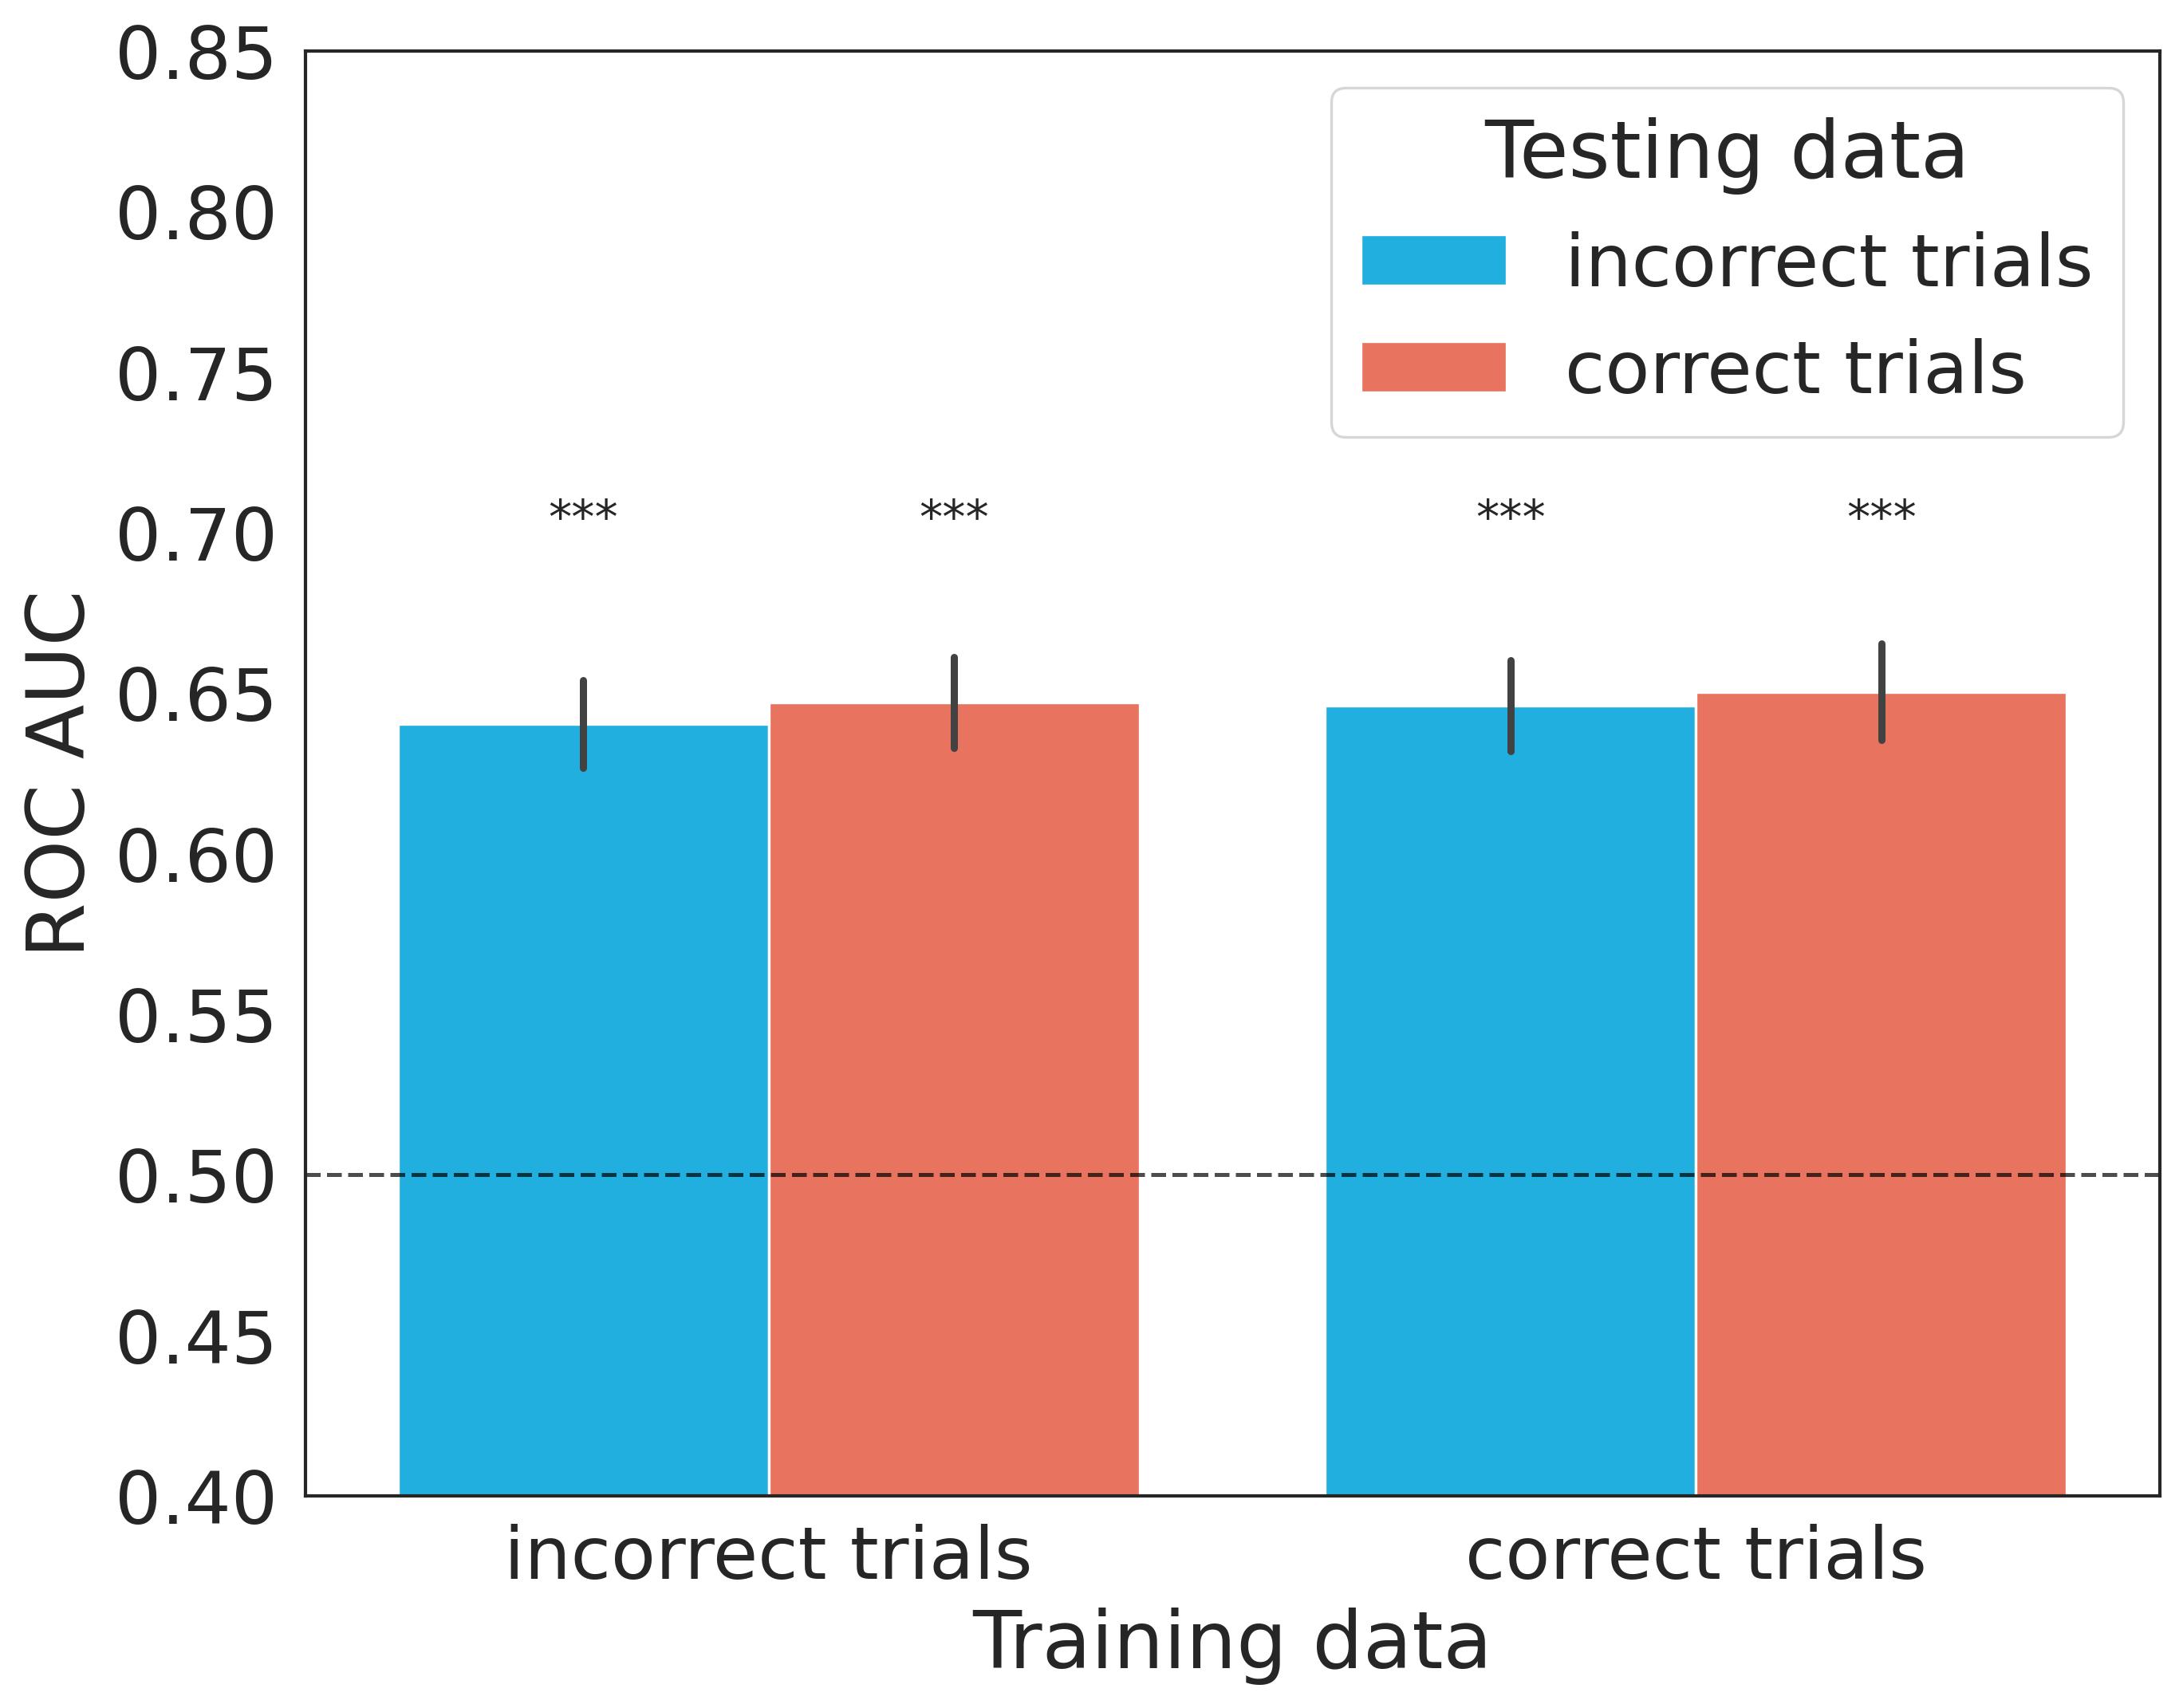 0.85
0.80
0.75
0.70
0.65
0.60
0.55
0.50
0.45
0.40
ROC AUC
Testing data
incorrect trials
correct trials
*** *** *** ***
incorrect trials correct trials
Training data